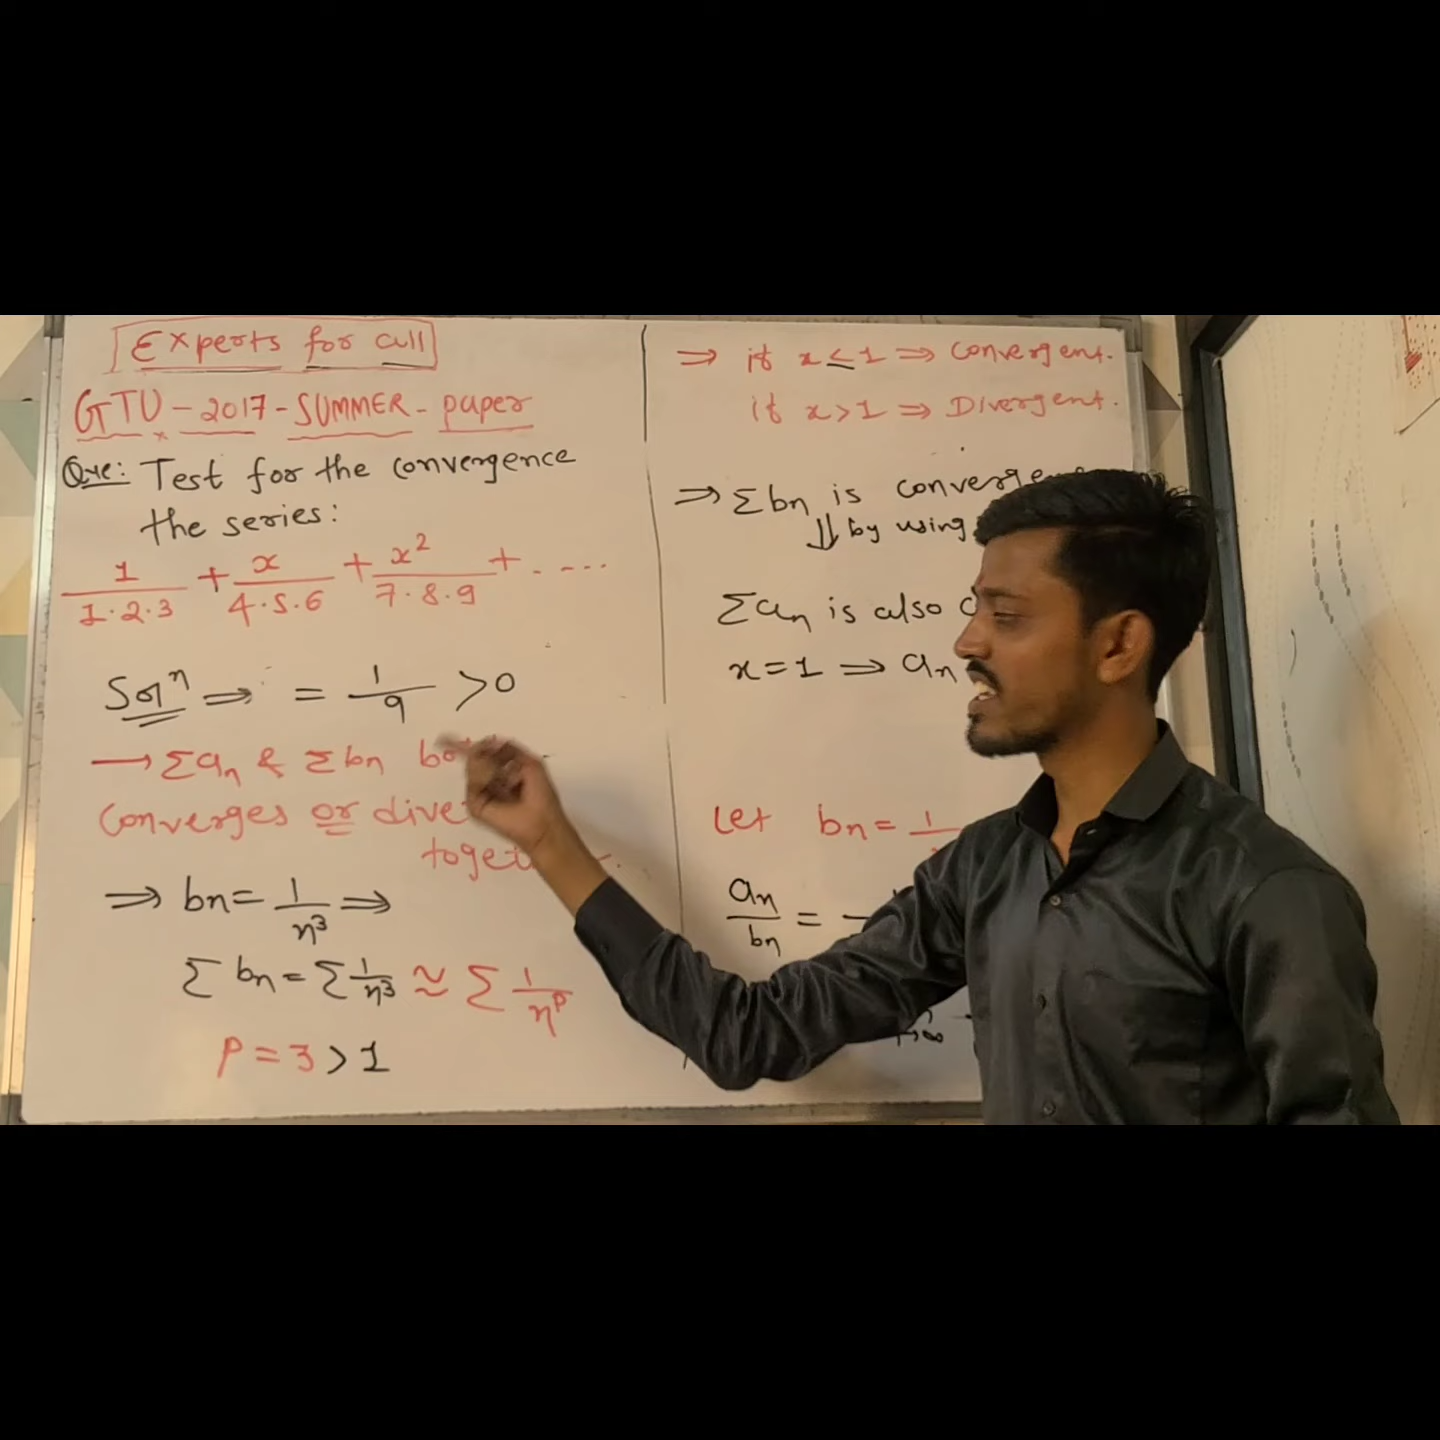 Experts for all
GTU - 2017 - SUMMER - paper
Que: Test for the convergence
the series:
1/1·2·3 + x/4·5·6 + x²/7·8·9 + - - - -
Solⁿ ⇒ = 1/9 > 0
→ Σan & Σbn
Converges or
⇒ bn = 1/n³ ⇒
Σ bn = Σ 1/n³ ≈ Σ 1/n^p
P = 3 > 1
⇒ if x ≤ 1 ⇒ Convergent.
if x > 1 ⇒ Divergent.
⇒ Σbn is
⇓ by using
Σan is also
x = 1 ⇒ an
Let bn = 1
an/bn =